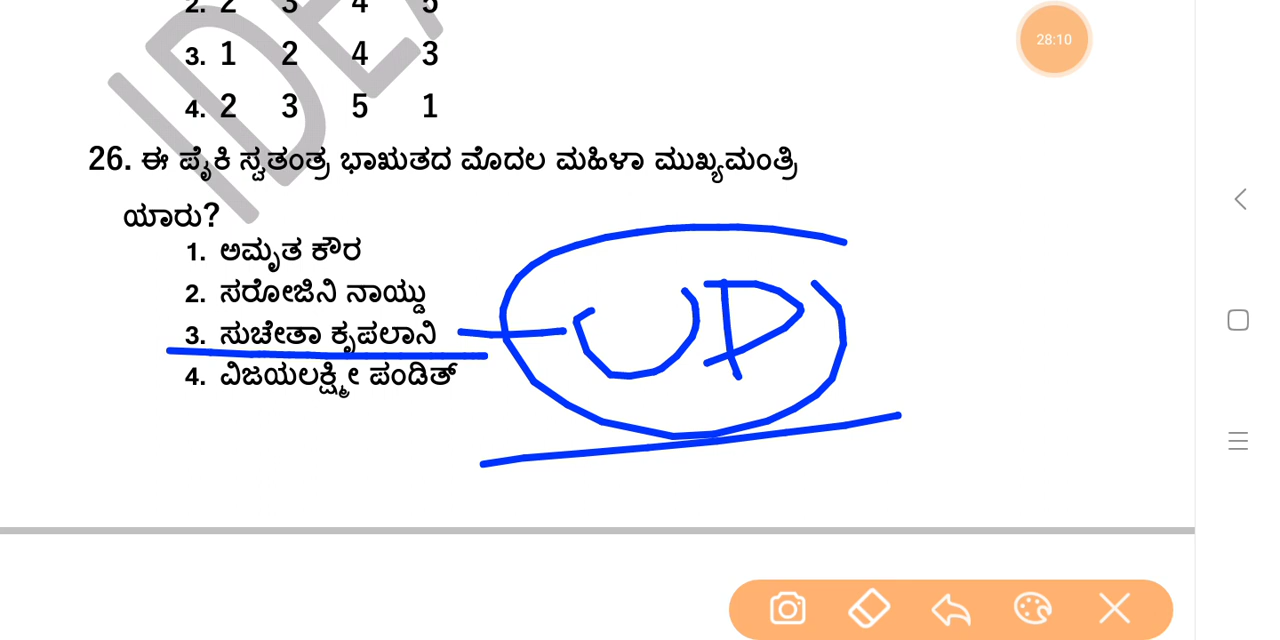 2. 2 3 4 5
28:10
3. 1 2 4 3
4. 2 3 5 1
26. ಈ ಪೈಕಿ ಸ್ವತಂತ್ರ ಭಾಋತದ ಮೊದಲ ಮಹಿಳಾ ಮುಖ್ಯಮಂತ್ರಿ
ಯಾರು?
1. ಅಮೃತ ಕೌರ
2. ಸರೋಜಿನಿ ನಾಯ್ಡು
3. ಸುಚೇತಾ ಕೃಪಲಾನಿ
UP
4. ವಿಜಯಲಕ್ಷ್ಮೀ ಪಂಡಿತ್